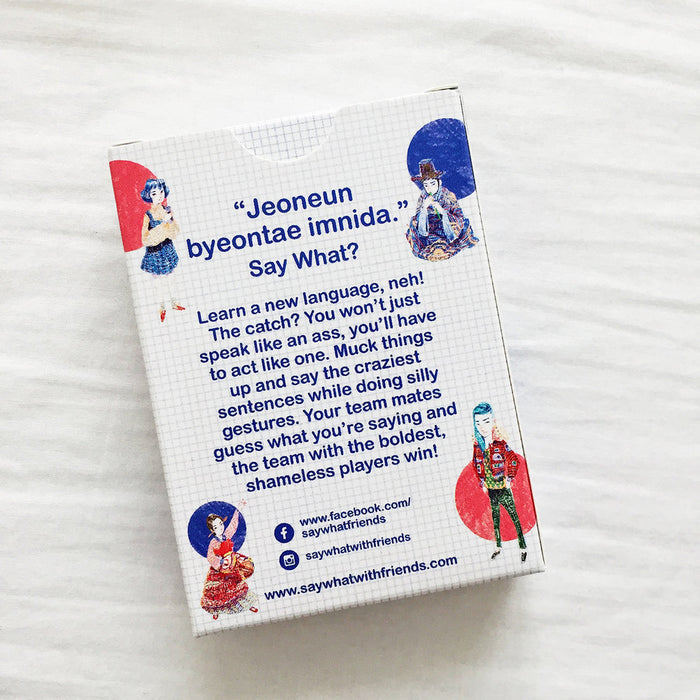 “Jeoneun
byeontae imnida.”
Say What?
Learn a new language, neh!
The catch? You won’t just
speak like an ass, you’ll have
to act like one. Muck things
up and say the craziest
sentences while doing silly
gestures. Your team mates
guess what you’re saying and
the team with the boldest,
shameless players win!
www.facebook.com/
saywhatfriends
saywhatwithfriends
www.saywhatwithfriends.com